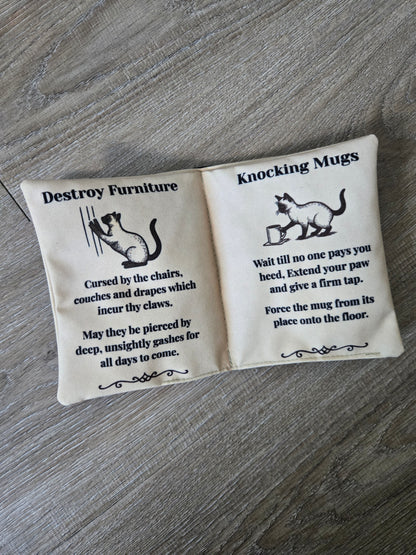 Destroy Furniture
Cursed by the chairs,
couches and drapes which
incur thy claws.
May they be pierced by
deep, unsightly gashes for
all days to come.
Knocking Mugs
Wait till no one pays you
heed, Extend your paw
and give a firm tap.
Force the mug from its
place onto the floor.